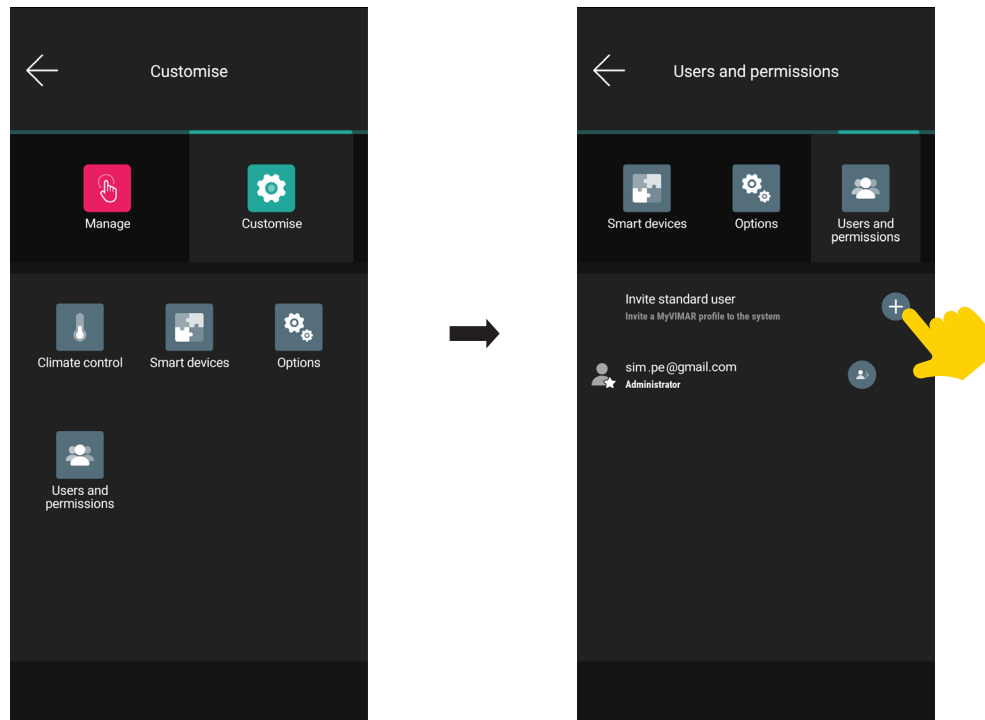 Customise
Manage
Customise
Climate control
Smart devices
Options
Users and
permissions
Users and permissions
Smart devices
Options
Users and
permissions
Invite standard user
Invite a MyVIMAR profile to the system
sim.pe@gmail.com
Administrator